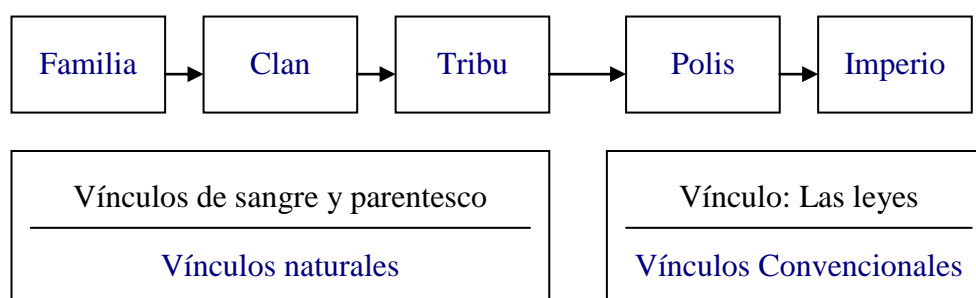 Familia Clan Tribu Polis Imperio
Vínculos de sangre y parentesco
Vínculos naturales
Vínculo: Las leyes
Vínculos Convencionales